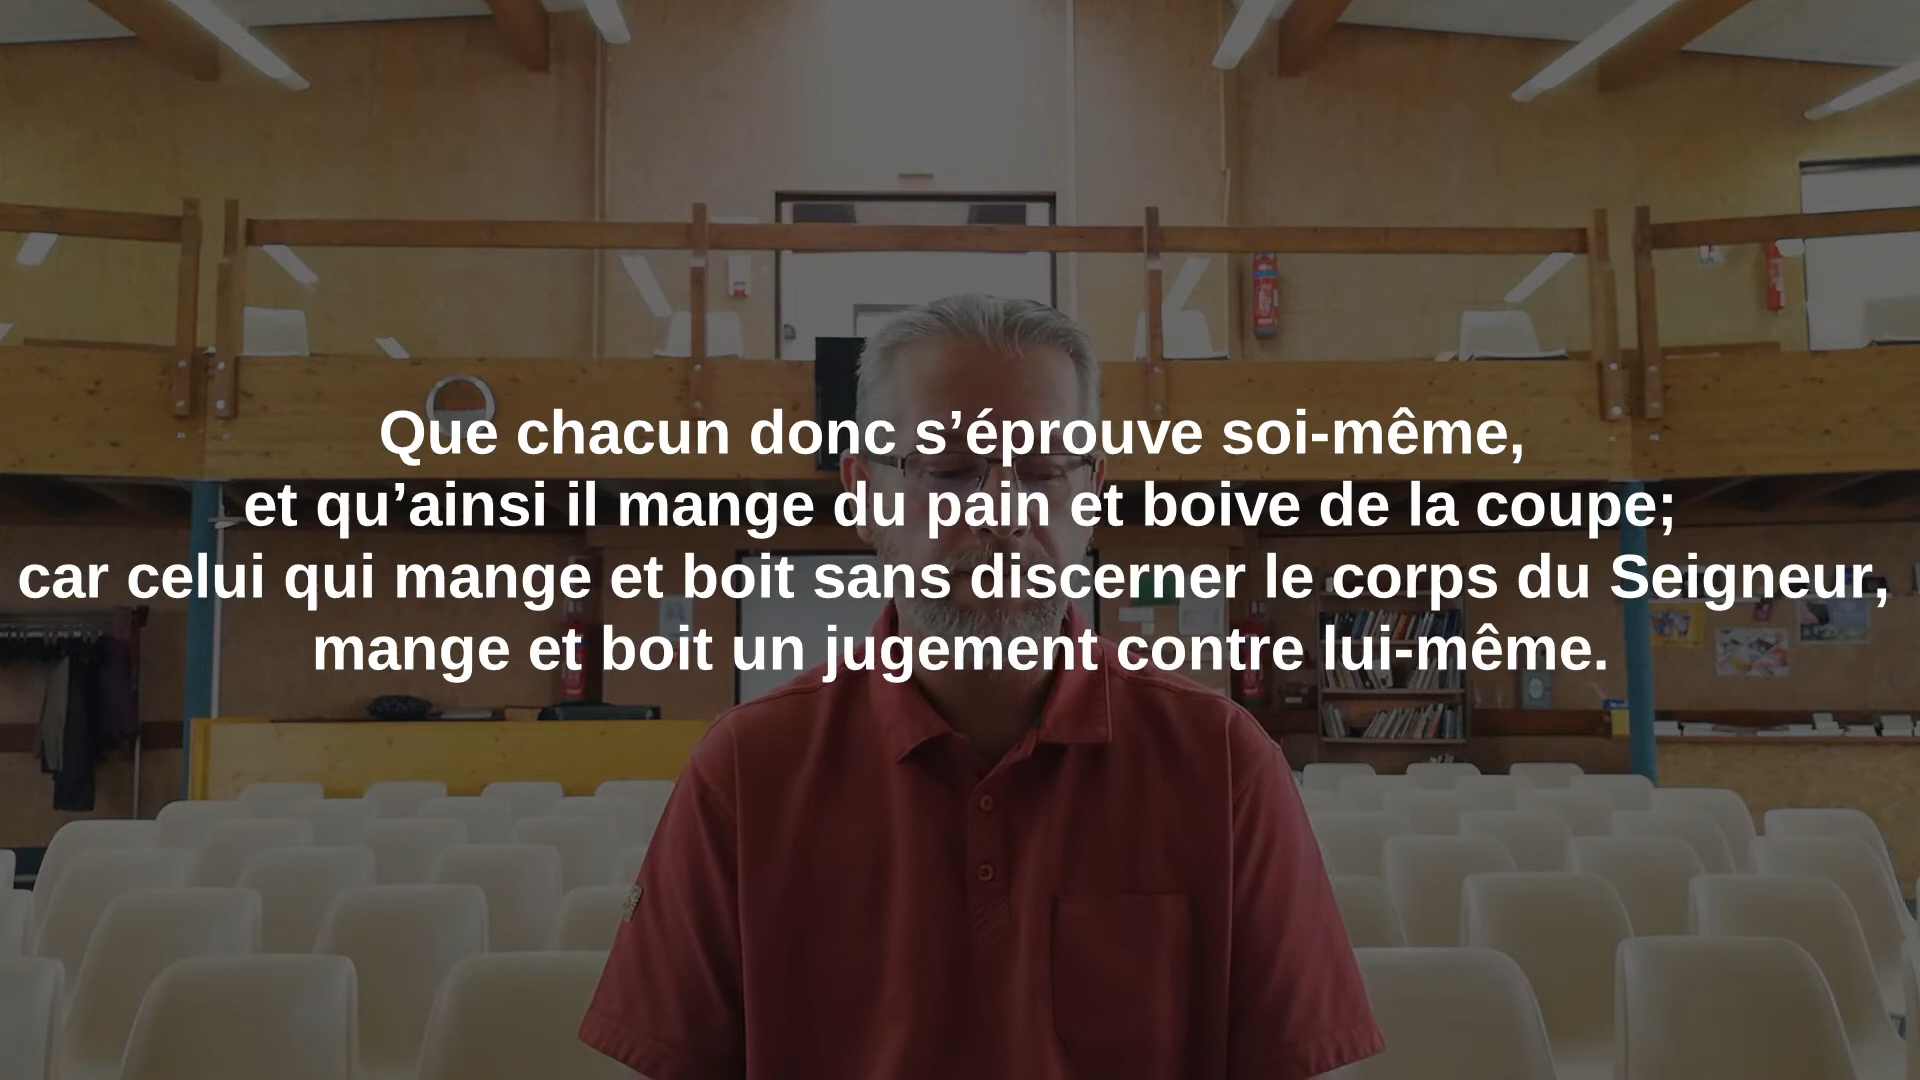 Que chacun donc s’éprouve soi-même,
et qu’ainsi il mange du pain et boive de la coupe;
car celui qui mange et boit sans discerner le corps du Seigneur,
mange et boit un jugement contre lui-même.